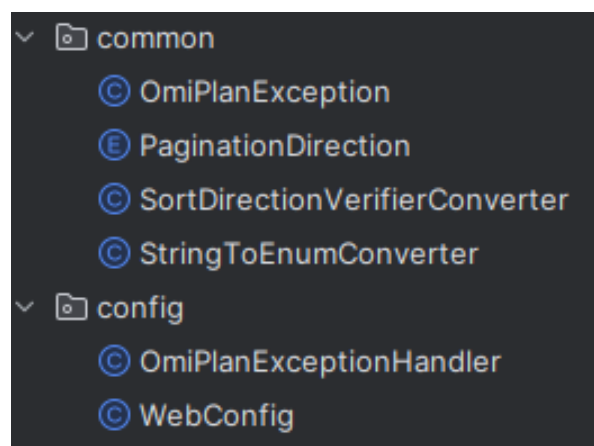 common
C OmiPlanException
E PaginationDirection
C SortDirectionVerifierConverter
C StringToEnumConverter
config
C OmiPlanExceptionHandler
C WebConfig